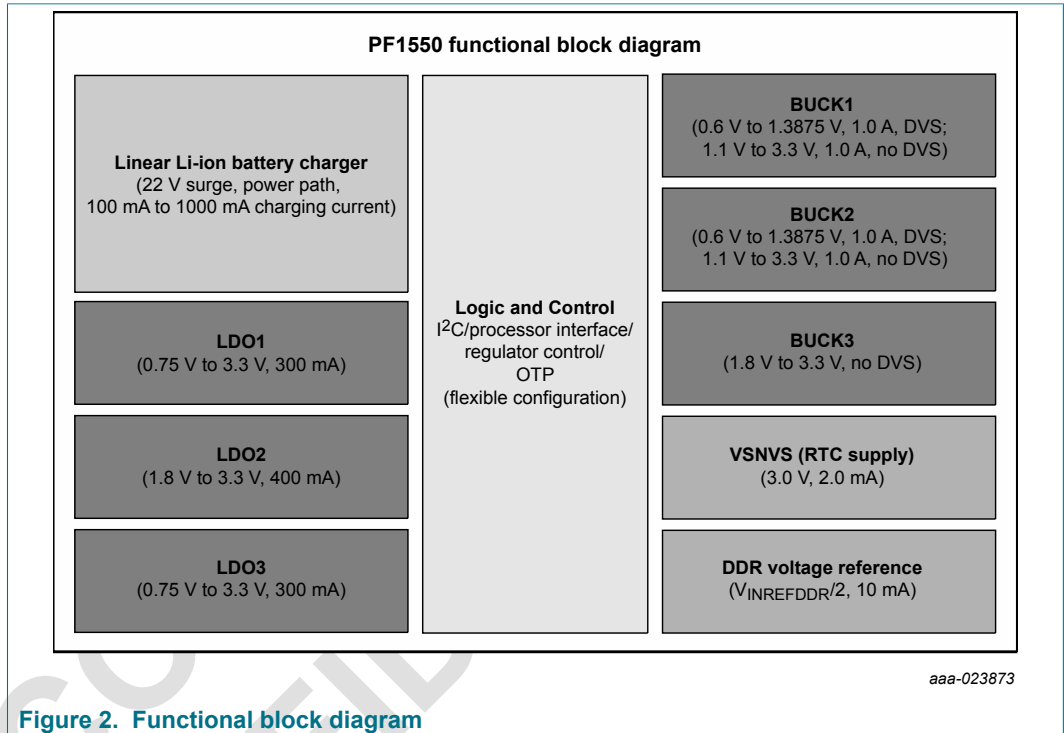 PF1550 functional block diagram
Linear Li-ion battery charger
(22 V surge, power path,
100 mA to 1000 mA charging current)
LDO1
(0.75 V to 3.3 V, 300 mA)
LDO2
(1.8 V to 3.3 V, 400 mA)
LDO3
(0.75 V to 3.3 V, 300 mA)
Logic and Control
I2C/processor interface/
regulator control/
OTP
(flexible configuration)
BUCK1
(0.6 V to 1.3875 V, 1.0 A, DVS;
1.1 V to 3.3 V, 1.0 A, no DVS)
BUCK2
(0.6 V to 1.3875 V, 1.0 A, DVS;
1.1 V to 3.3 V, 1.0 A, no DVS)
BUCK3
(1.8 V to 3.3 V, no DVS)
VSNVS (RTC supply)
(3.0 V, 2.0 mA)
DDR voltage reference
(VINREFDDR/2, 10 mA)
aaa-023873
Figure 2. Functional block diagram